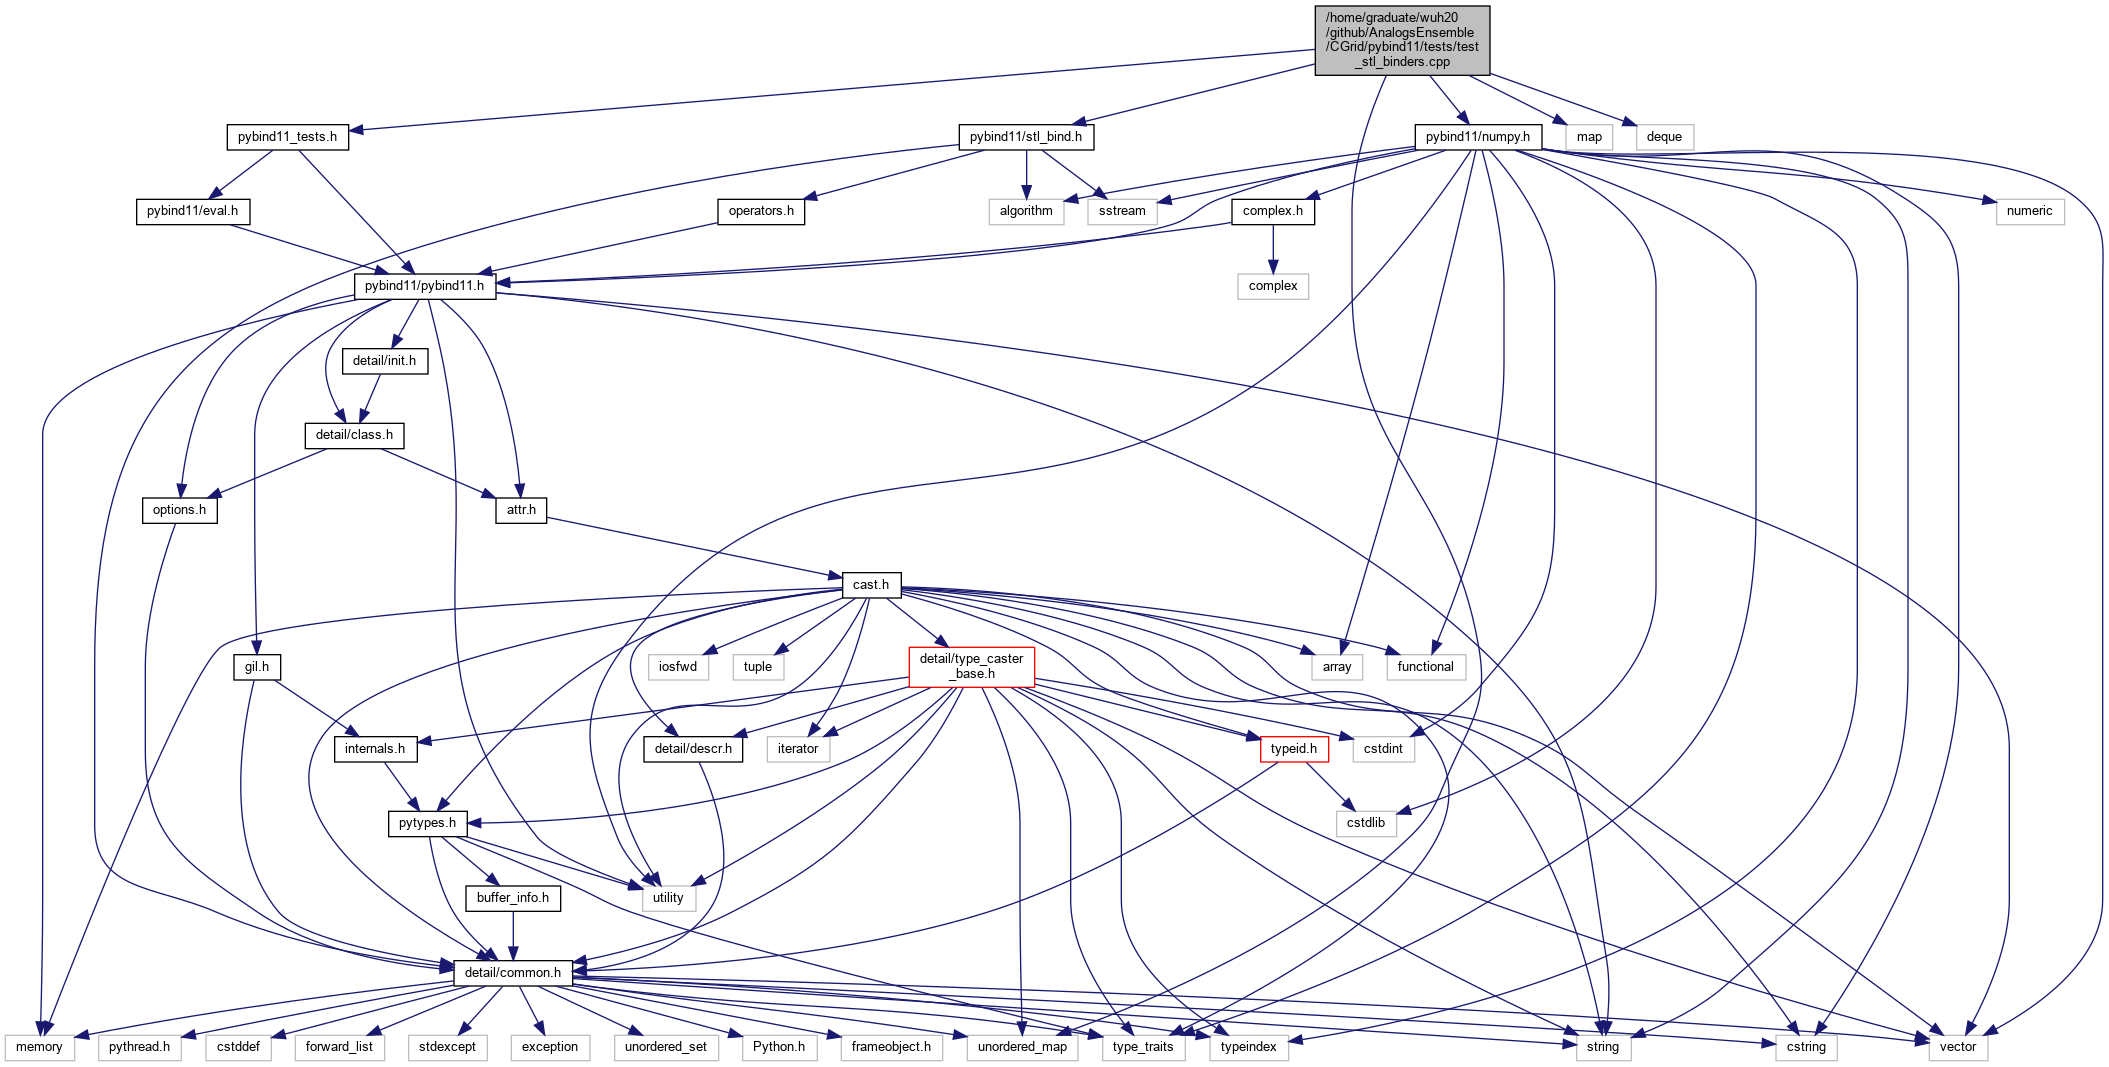 /home/graduate/wuh20
/github/AnalogsEnsemble
/CGrid/pybind11/tests/test
_stl_binders.cpp
pybind11_tests.h
pybind11/stl_bind.h
pybind11/numpy.h
map
deque
pybind11/eval.h
operators.h
algorithm
sstream
complex.h
numeric
pybind11/pybind11.h
complex
detail/init.h
detail/class.h
options.h
attr.h
cast.h
gil.h
iosfwd
tuple
detail/type_caster
_base.h
array
functional
internals.h
detail/descr.h
iterator
typeid.h
cstdint
pytypes.h
cstdlib
buffer_info.h
utility
detail/common.h
memory
pythread.h
cstddef
forward_list
stdexcept
exception
unordered_set
Python.h
frameobject.h
unordered_map
type_traits
typeindex
string
cstring
vector